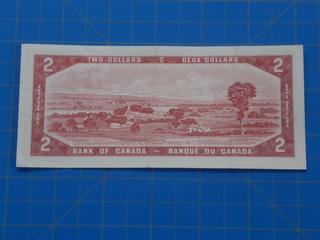 2 TWO DOLLARS 2 DEUX DOLLARS 2
2 BANK OF CANADA — BANQUE DU CANADA 2